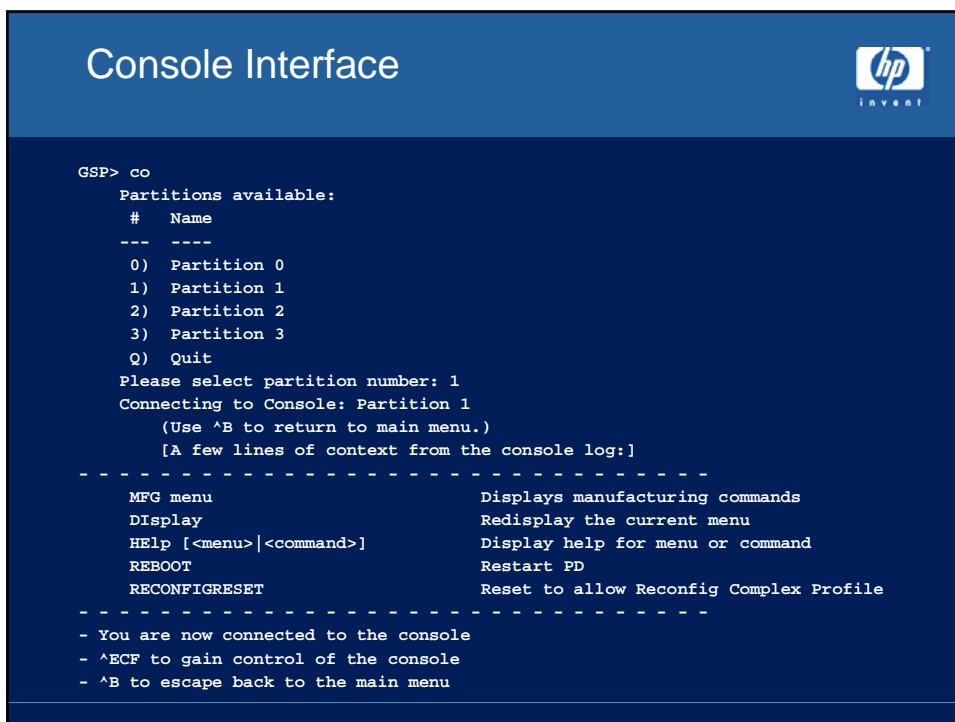 Console Interface
hp
invent
GSP> co
Partitions available:
# Name
--- ----
0) Partition 0
1) Partition 1
2) Partition 2
3) Partition 3
Q) Quit
Please select partition number: 1
Connecting to Console: Partition 1
(Use ^B to return to main menu.)
[A few lines of context from the console log:]
- - - - - - - - - - - - - - - - - - - - - - - - - - - - - - -
MFG menu Displays manufacturing commands
DIsplay Redisplay the current menu
HElp [<menu>|<command>] Display help for menu or command
REBOOT Restart PD
RECONFIGRESET Reset to allow Reconfig Complex Profile
- - - - - - - - - - - - - - - - - - - - - - - - - - - - - - -
- You are now connected to the console
- ^ECF to gain control of the console
- ^B to escape back to the main menu